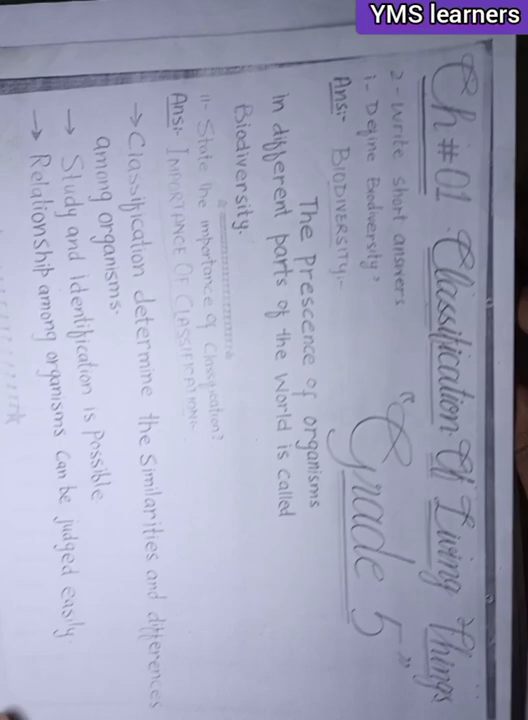 YMS learners
Ch # 01 Classification Of Living Things
"Grade 5"
2- Write short answers
i- Define Biodiversity?
Ans:- BIODIVERSITY:-
The Prescence of organisms
in different parts of the world is called
Biodiversity.
ii- State the importance of Classification?
Ans:- IMPORTANCE OF CLASSIFICATION:-
→ Classification determine the Similarities and differences
among organisms.
→ Study and identification is Possible
→ Relationship among organisms can be judged easily.